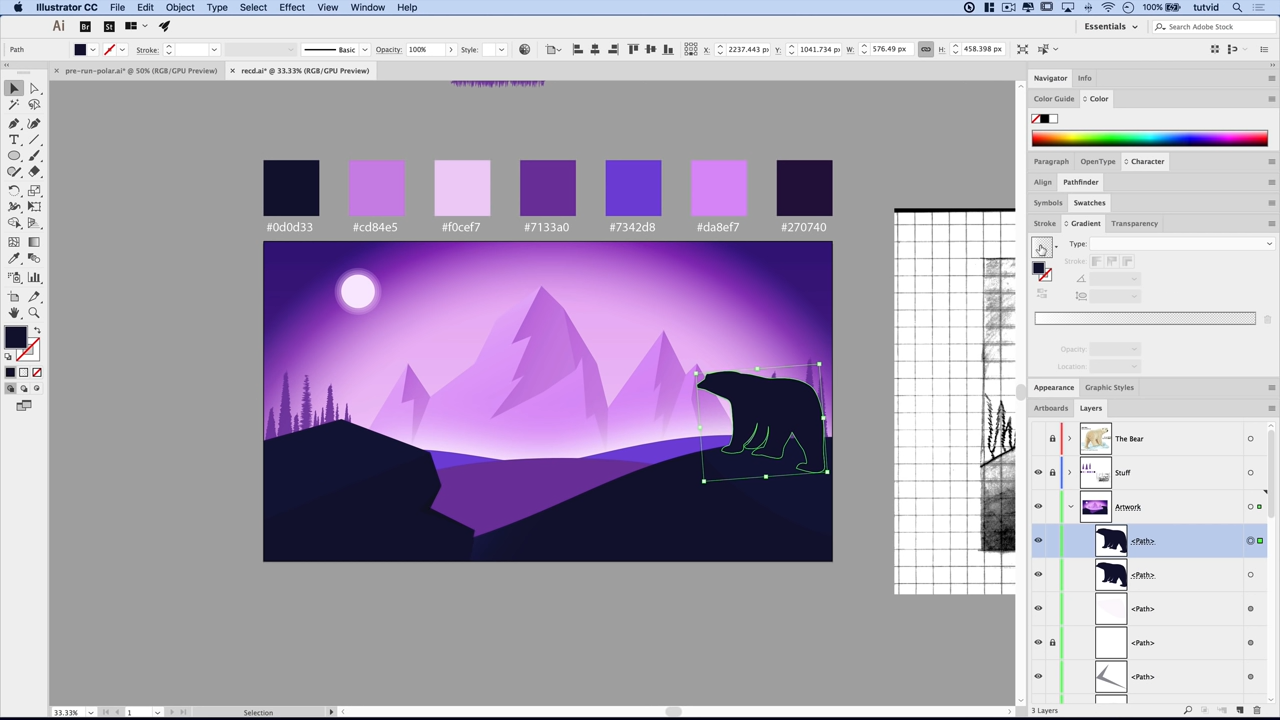 Illustrator CC File Edit Object Type Select Effect View Window Help 100% tutvid
Ai Br St Essentials Search Adobe Stock
Path Stroke: Basic Opacity: 100% Style: X: 2237.443 px Y: 1041.734 px W: 576.49 px H: 458.398 px
× pre-run-polar.ai* @ 50% (RGB/GPU Preview) × recd.ai* @ 33.33% (RGB/GPU Preview)
Navigator Info
Color Guide Color
Paragraph OpenType Character
Align Pathfinder
Symbols Swatches
Stroke Gradient Transparency
Type:
Stroke:
Opacity:
Location:
#0d0d33 #cd84e5 #f0cef7 #7133a0 #7342d8 #da8ef7 #270740
Appearance Graphic Styles
Artboards Layers
The Bear
Stuff
Artwork
<Path>
<Path>
<Path>
<Path>
<Path>
33.33% 1 Selection 3 Layers